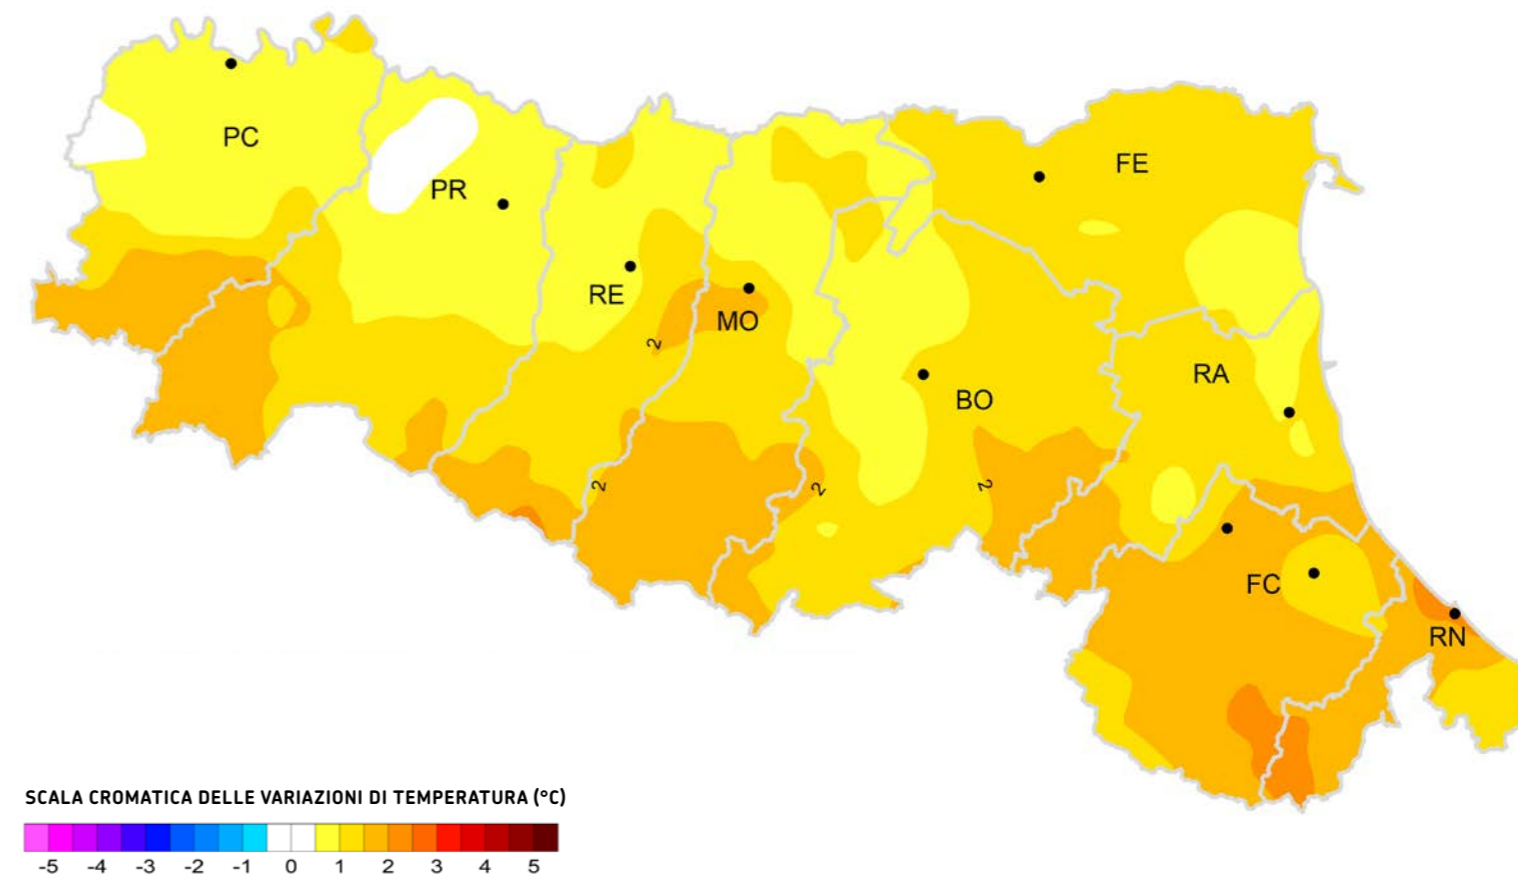 PC
FE
PR
RE
MO
2
RA
BO
2
2
2
FC
RN
SCALA CROMATICA DELLE VARIAZIONI DI TEMPERATURA (°C)
-5 -4 -3 -2 -1 0 1 2 3 4 5